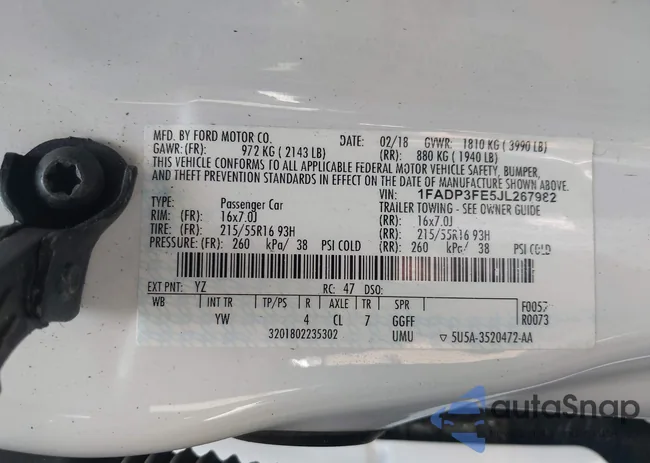 MFD. BY FORD MOTOR CO. DATE: 02/18 GVWR: 1810 KG ( 3990 LB)
GAWR: (FR): 972 KG ( 2143 LB) (RR): 880 KG ( 1940 LB)
THIS VEHICLE CONFORMS TO ALL APPLICABLE FEDERAL MOTOR VEHICLE SAFETY, BUMPER,
AND THEFT PREVENTION STANDARDS IN EFFECT ON THE DATE OF MANUFACTURE SHOWN ABOVE.
VIN: 1FADP3FE5JL267982
TYPE: Passenger Car TRAILER TOWING - SEE OWNER GUIDE
RIM: (FR): 16x7.0J (RR): 16x7.0J
TIRE: (FR): 215/55R16 93H (RR): 215/55R16 93H
PRESSURE: (FR): 260 kPa/ 38 PSI COLD (RR): 260 kPa/ 38 PSI COLD
EXT PNT: YZ RC: 47 DSO:
WB INT TR TP/PS R AXLE TR SPR F0057
YW 4 CL 7 GGFF R0073
3201802235302 UMU ▽ 5U5A-3520472-AA
autoSnap
AUTOMOTIVE